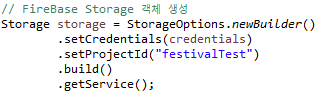 // FireBase Storage 객체 생성
Storage storage = StorageOptions.newBuilder()
        .setCredentials(credentials)
        .setProjectId("festivalTest")
        .build()
        .getService();